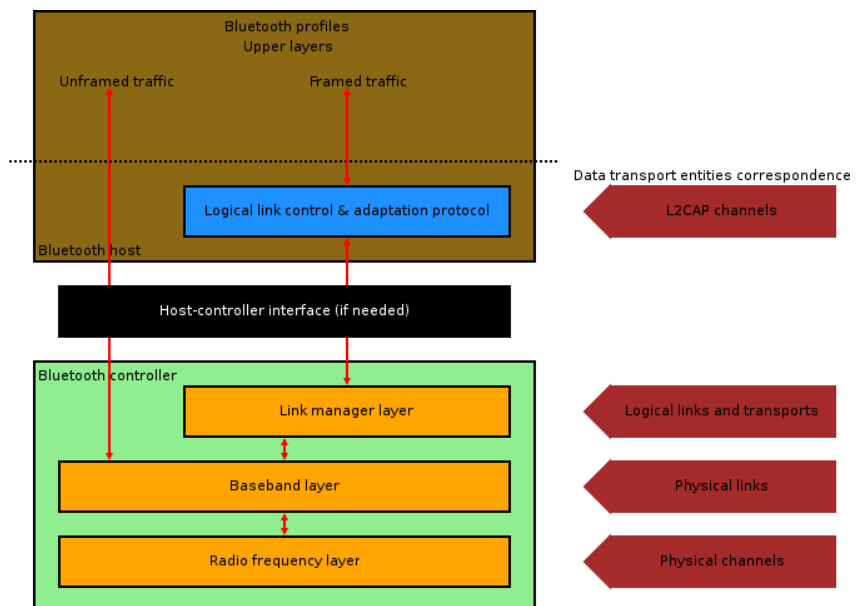 Bluetooth profiles
Upper layers
Unframed traffic
Framed traffic
Data transport entities correspondence
Logical link control & adaptation protocol
L2CAP channels
Bluetooth host
Host-controller interface (if needed)
Bluetooth controller
Link manager layer
Logical links and transports
Baseband layer
Physical links
Radio frequency layer
Physical channels